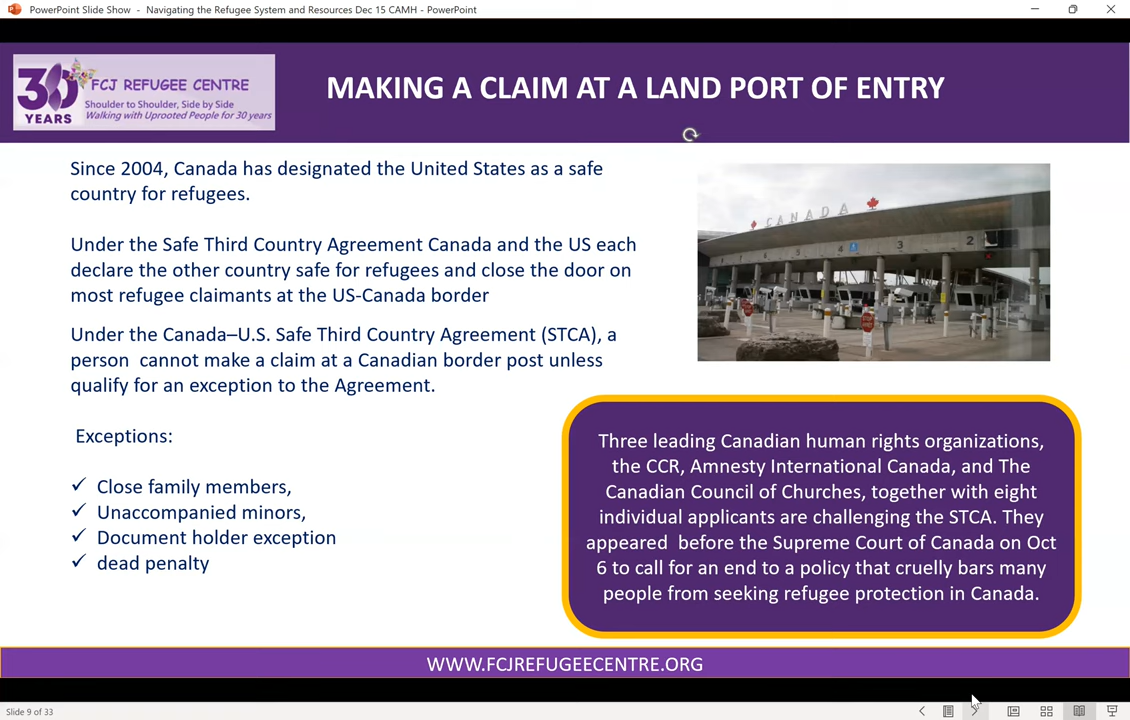 PowerPoint Slide Show - Navigating the Refugee System and Resources Dec 15 CAMH - PowerPoint
30 YEARS
FCJ REFUGEE CENTRE
Shoulder to Shoulder, Side by Side
Walking with Uprooted People for 30 years
MAKING A CLAIM AT A LAND PORT OF ENTRY
Since 2004, Canada has designated the United States as a safe
country for refugees.
Under the Safe Third Country Agreement Canada and the US each
declare the other country safe for refugees and close the door on
most refugee claimants at the US-Canada border
Under the Canada–U.S. Safe Third Country Agreement (STCA), a
person cannot make a claim at a Canadian border post unless
qualify for an exception to the Agreement.
Exceptions:
✓ Close family members,
✓ Unaccompanied minors,
✓ Document holder exception
✓ dead penalty
CANADA
4 3 2
Three leading Canadian human rights organizations,
the CCR, Amnesty International Canada, and The
Canadian Council of Churches, together with eight
individual applicants are challenging the STCA. They
appeared before the Supreme Court of Canada on Oct
6 to call for an end to a policy that cruelly bars many
people from seeking refugee protection in Canada.
WWW.FCJREFUGEECENTRE.ORG
Slide 9 of 33